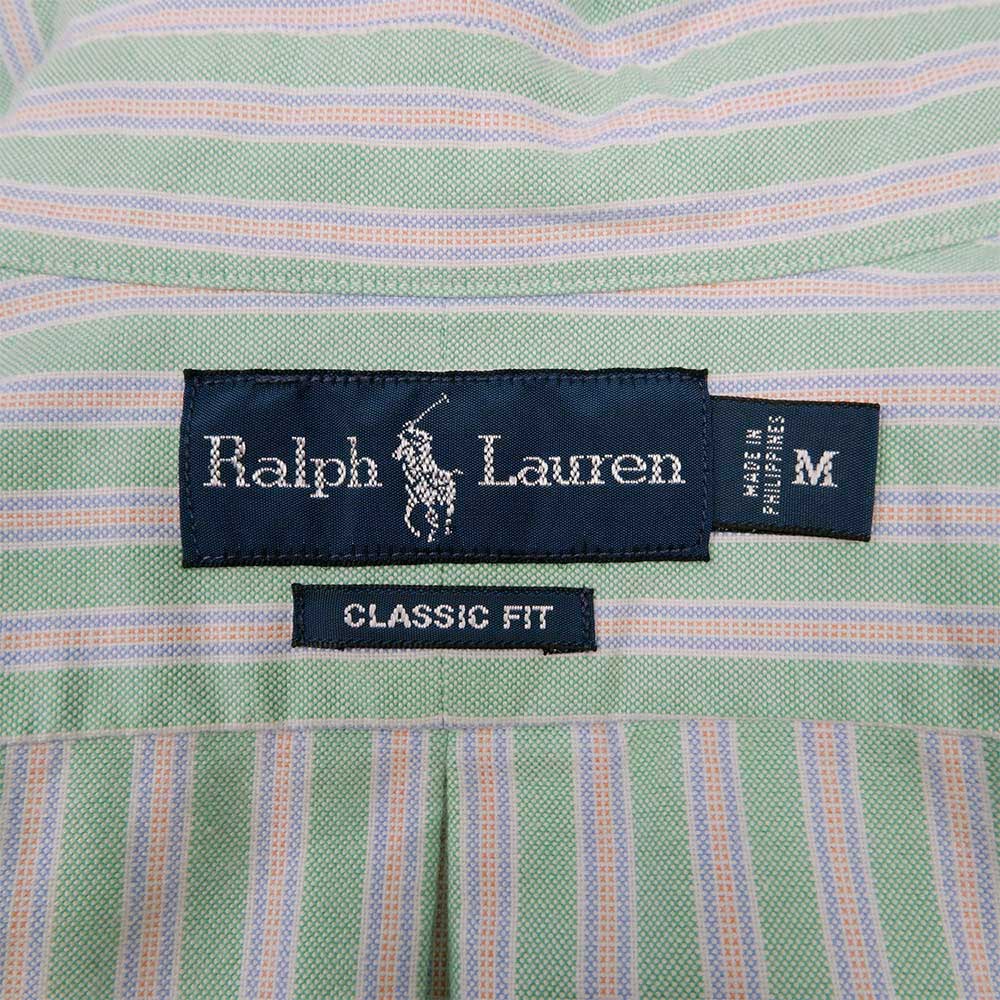 Ralph Lauren
MADE IN
PHILIPPINES
M
CLASSIC FIT